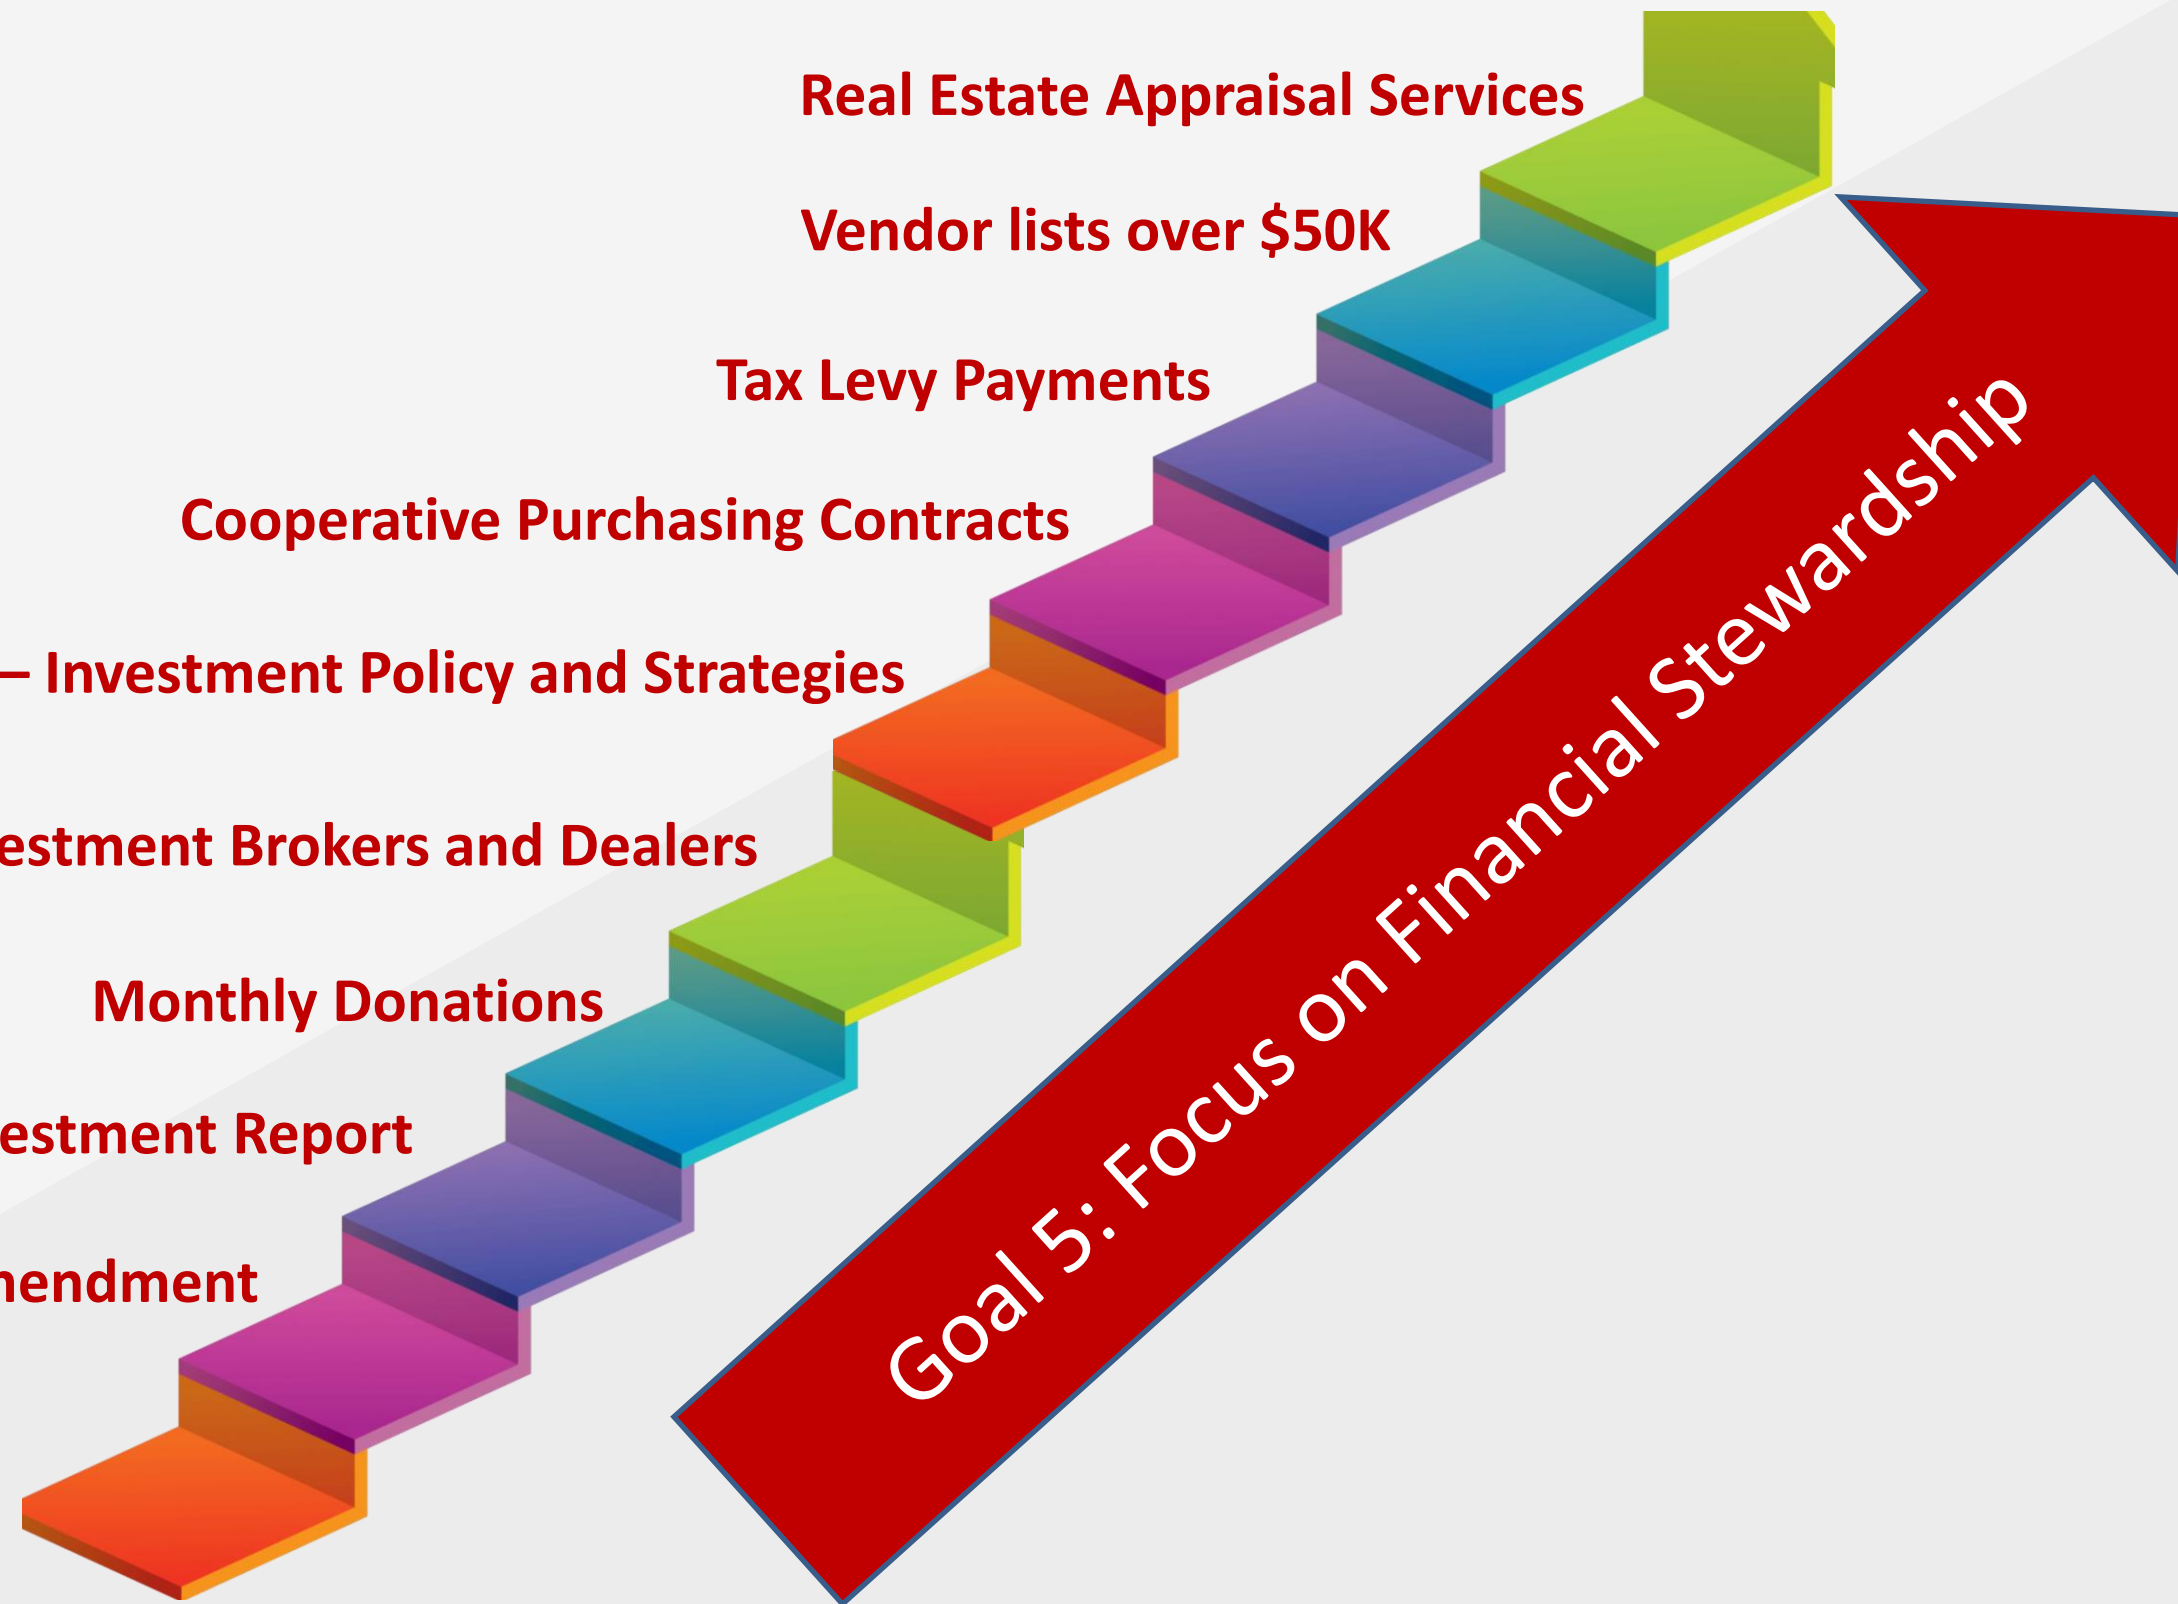 Real Estate Appraisal Services
Vendor lists over $50K
Tax Levy Payments
Cooperative Purchasing Contracts
– Investment Policy and Strategies
estment Brokers and Dealers
Monthly Donations
estment Report
endment
Goal 5: Focus on Financial Stewardship